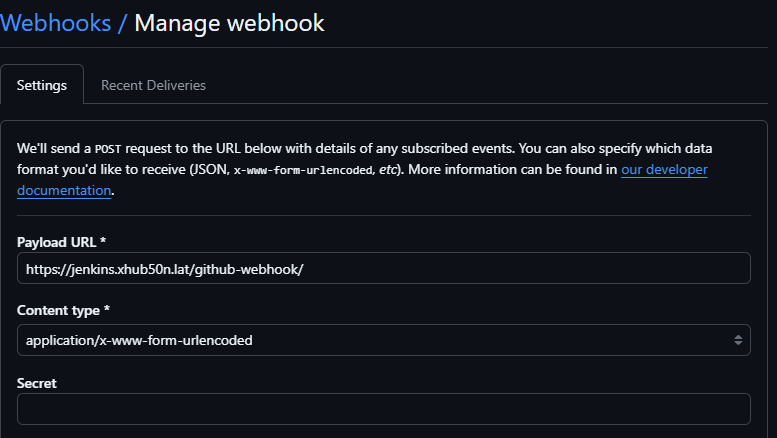 Webhooks / Manage webhook
Settings
Recent Deliveries
We'll send a POST request to the URL below with details of any subscribed events. You can also specify which data
format you'd like to receive (JSON, x-www-form-urlencoded, etc). More information can be found in our developer
documentation.
Payload URL *
https://jenkins.xhub50n.lat/github-webhook/
Content type *
application/x-www-form-urlencoded
Secret